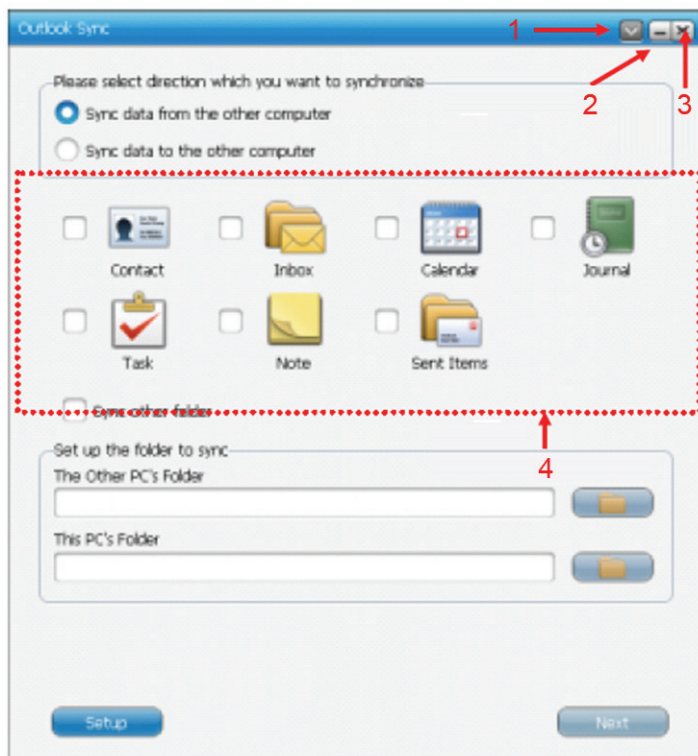 Outlook Sync
1
2
3
Please select direction which you want to synchronize
Sync data from the other computer
Sync data to the other computer
Contact
Inbox
Calendar
Journal
Task
Note
Sent Items
Sync other folder
4
Set up the folder to sync
The Other PC's Folder
This PC's Folder
Setup
Next